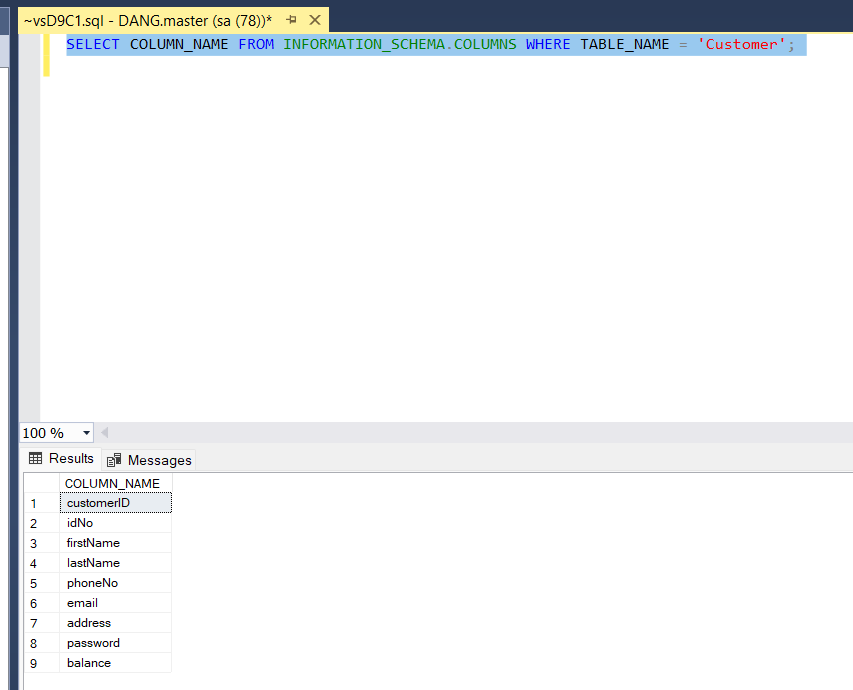 ~vsD9C1.sql - DANG.master (sa (78))*
SELECT COLUMN_NAME FROM INFORMATION_SCHEMA.COLUMNS WHERE TABLE_NAME = 'Customer';
100 %
Results Messages
COLUMN_NAME
1 customerID
2 idNo
3 firstName
4 lastName
5 phoneNo
6 email
7 address
8 password
9 balance